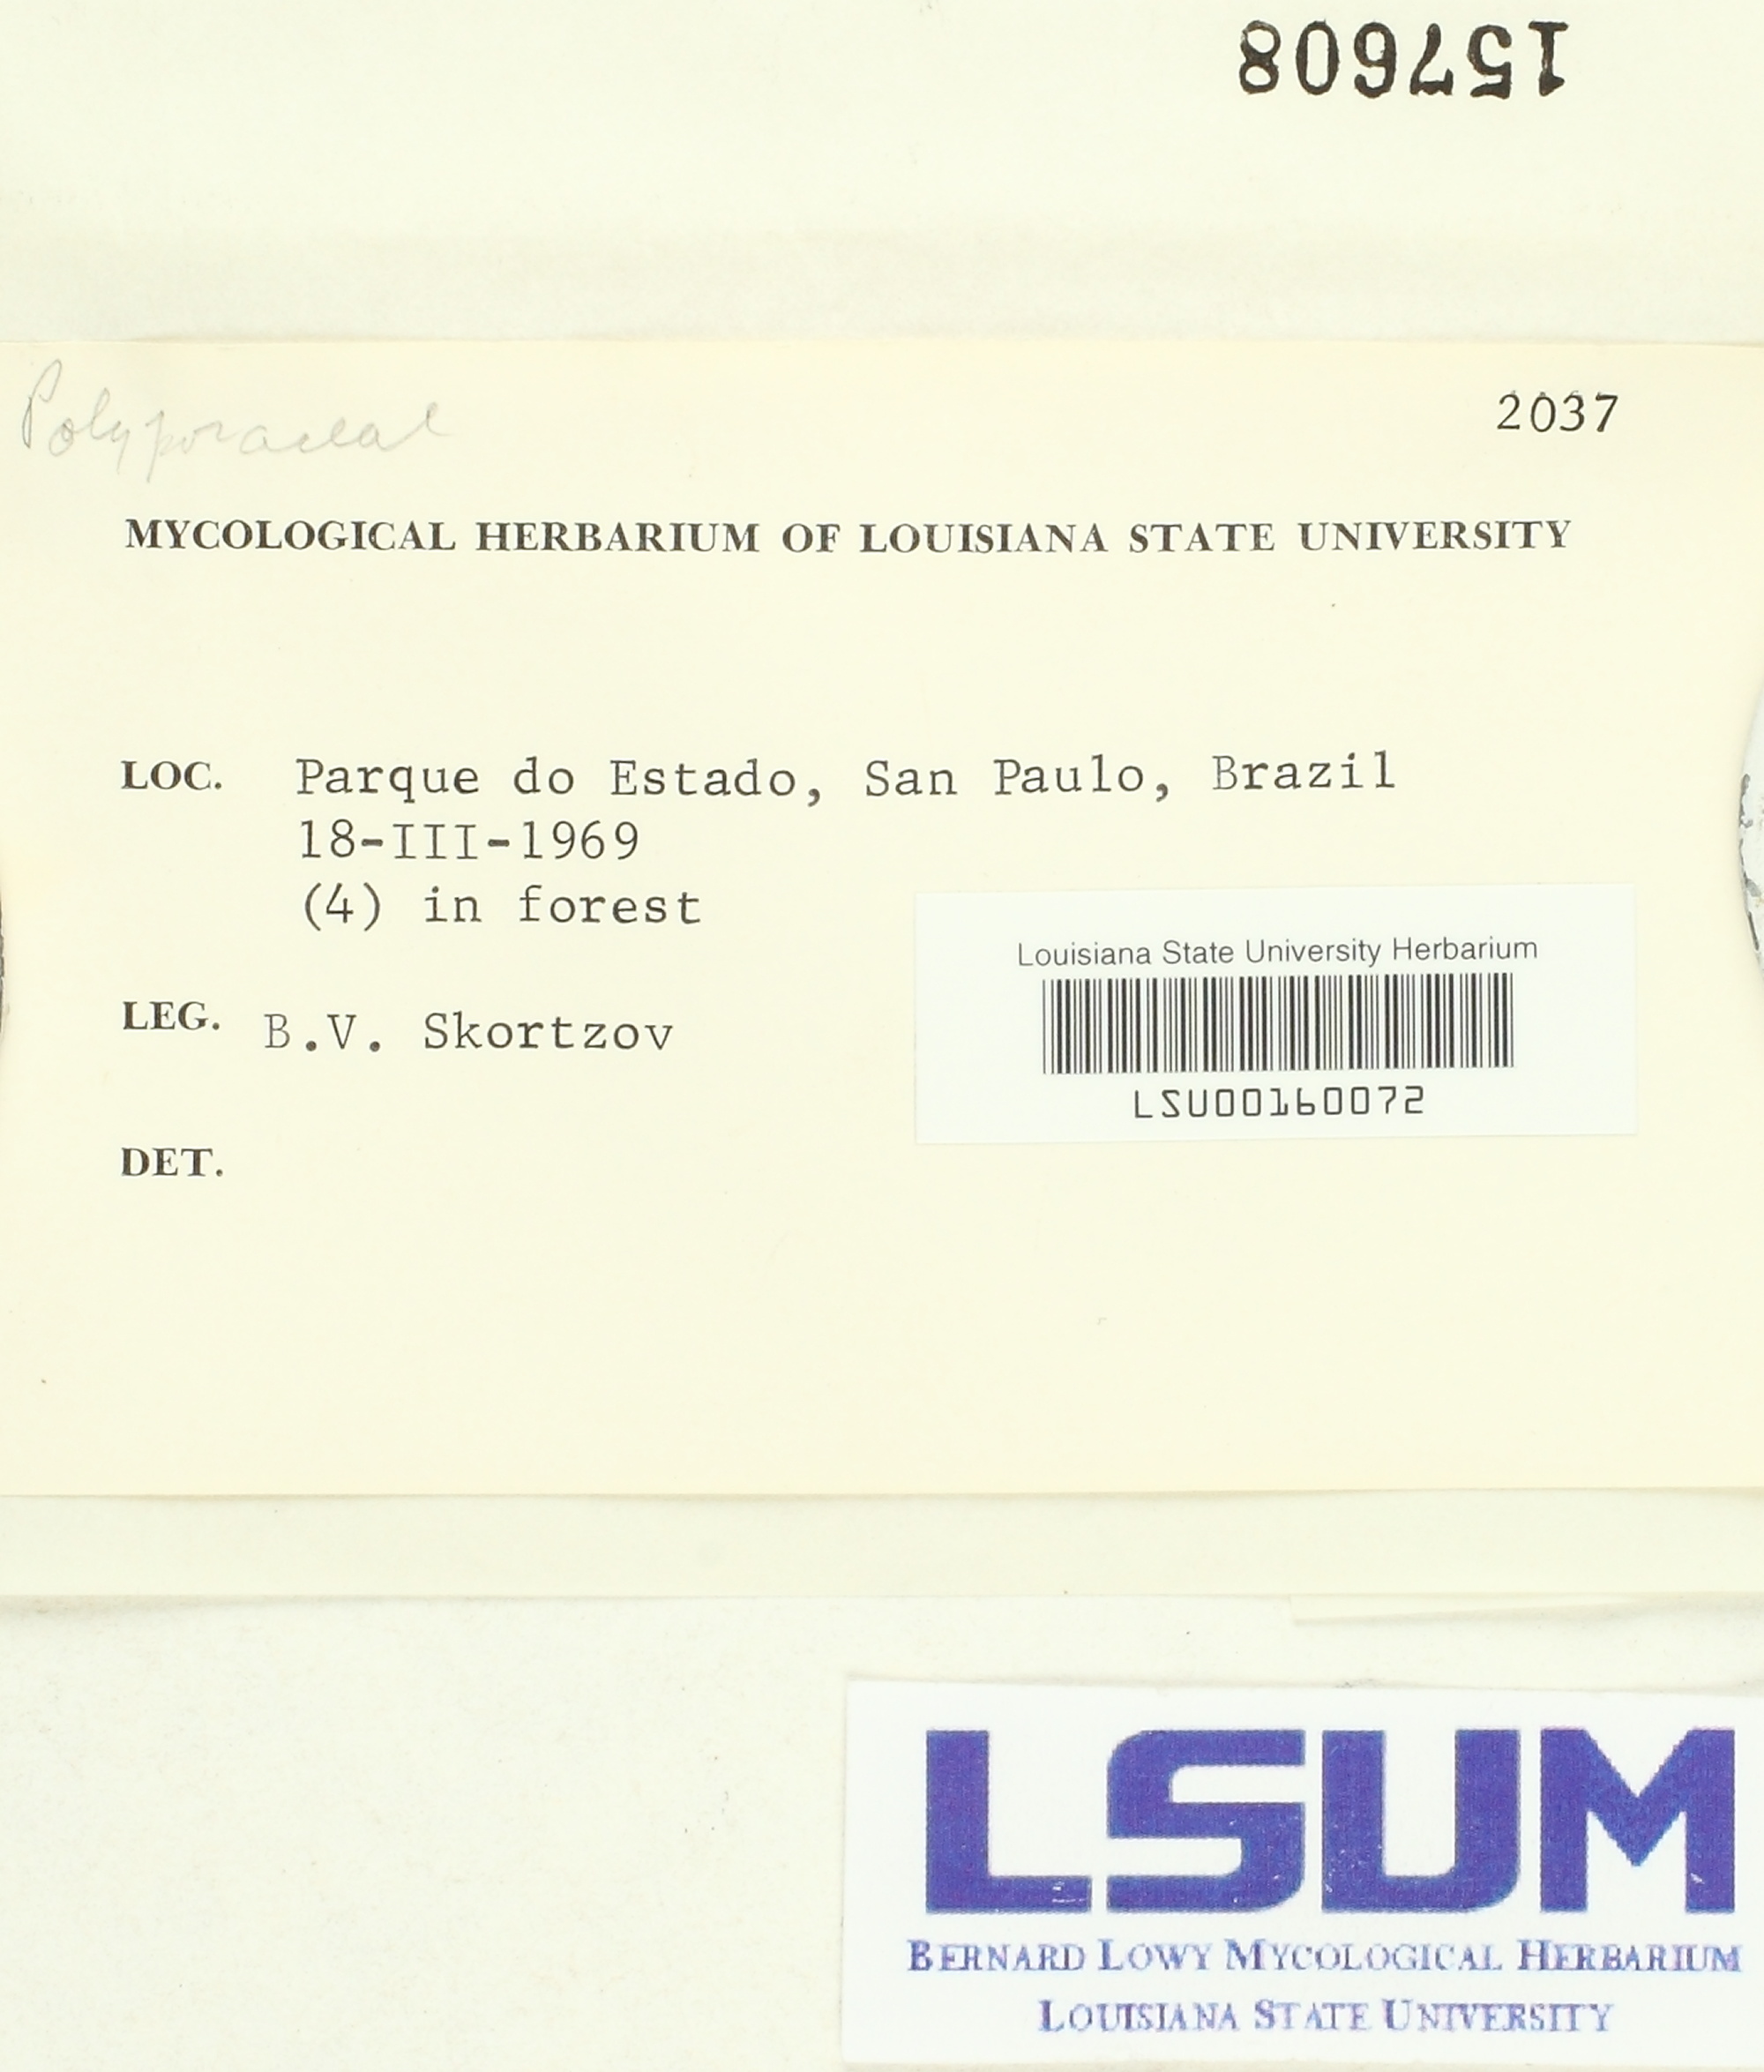 157608
Polyporaceae
2037
MYCOLOGICAL HERBARIUM OF LOUISIANA STATE UNIVERSITY
LOC. Parque do Estado, San Paulo, Brazil
18-III-1969
(4) in forest
LEG. B.V. Skortzov
Louisiana State University Herbarium
LSU00160072
DET.
LSUM
BERNARD LOWY MYCOLOGICAL HERBARIUM
LOUISIANA STATE UNIVERSITY